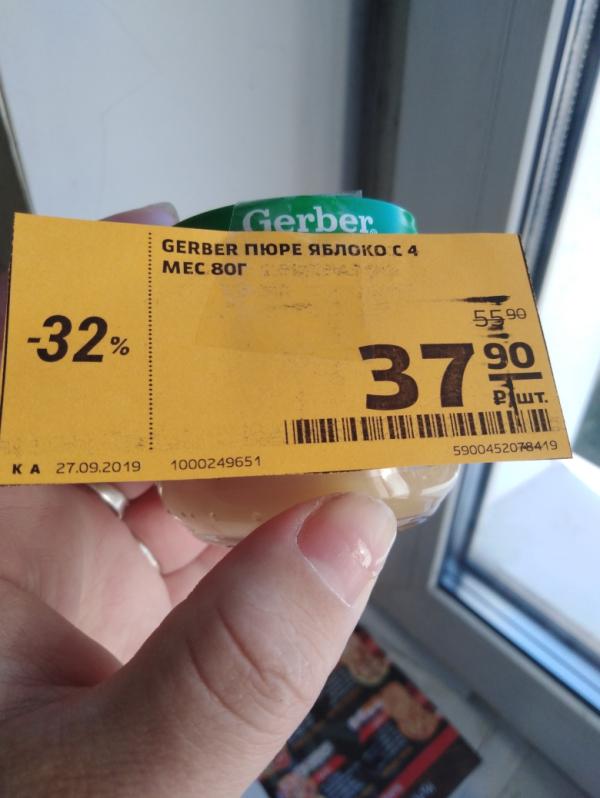 Gerber
GERBER ПЮРЕ ЯБЛОКО С 4
МЕС 80Г
-32%
55 90
37 90
₽/шт.
К А 27.09.2019 1000249651 5900452078419